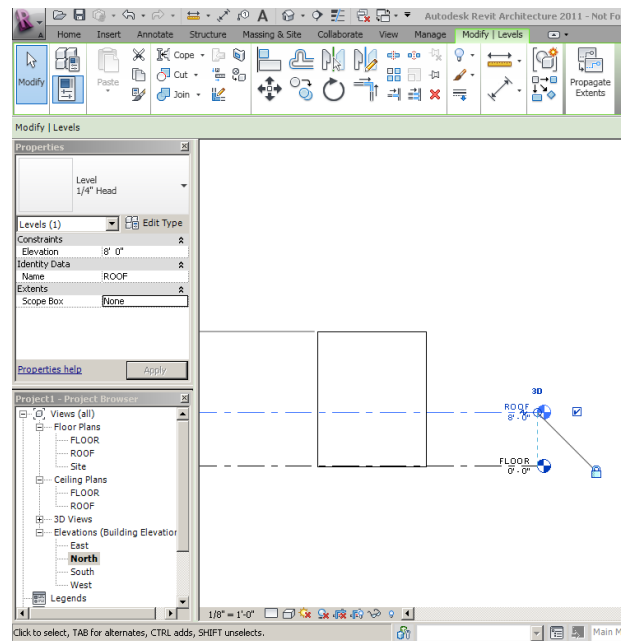 Autodesk Revit Architecture 2011 - Not Fo
Home Insert Annotate Structure Massing & Site Collaborate View Manage Modify | Levels
Modify
Paste
Cope
Cut
Join
Propagate
Extents
Modify | Levels
Properties
Level
1/4" Head
Levels (1) Edit Type
Constraints
Elevation 8' 0"
Identity Data
Name ROOF
Extents
Scope Box None
Properties help Apply
Project1 - Project Browser
Views (all)
Floor Plans
FLOOR
ROOF
Site
Ceiling Plans
FLOOR
ROOF
3D Views
Elevations (Building Elevation
East
North
South
West
Legends
3D
ROOF
8' - 0"
FLOOR
0' - 0"
1/8" = 1'-0"
Click to select, TAB for alternates, CTRL adds, SHIFT unselects.
Main M